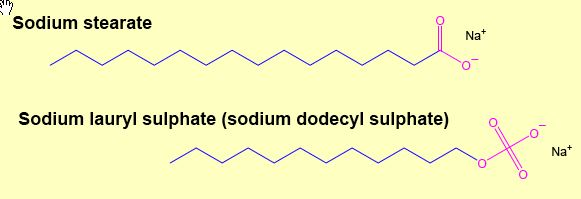 Sodium stearate
O
Na+
O−
Sodium lauryl sulphate (sodium dodecyl sulphate)
O
O−
Na+
O
O